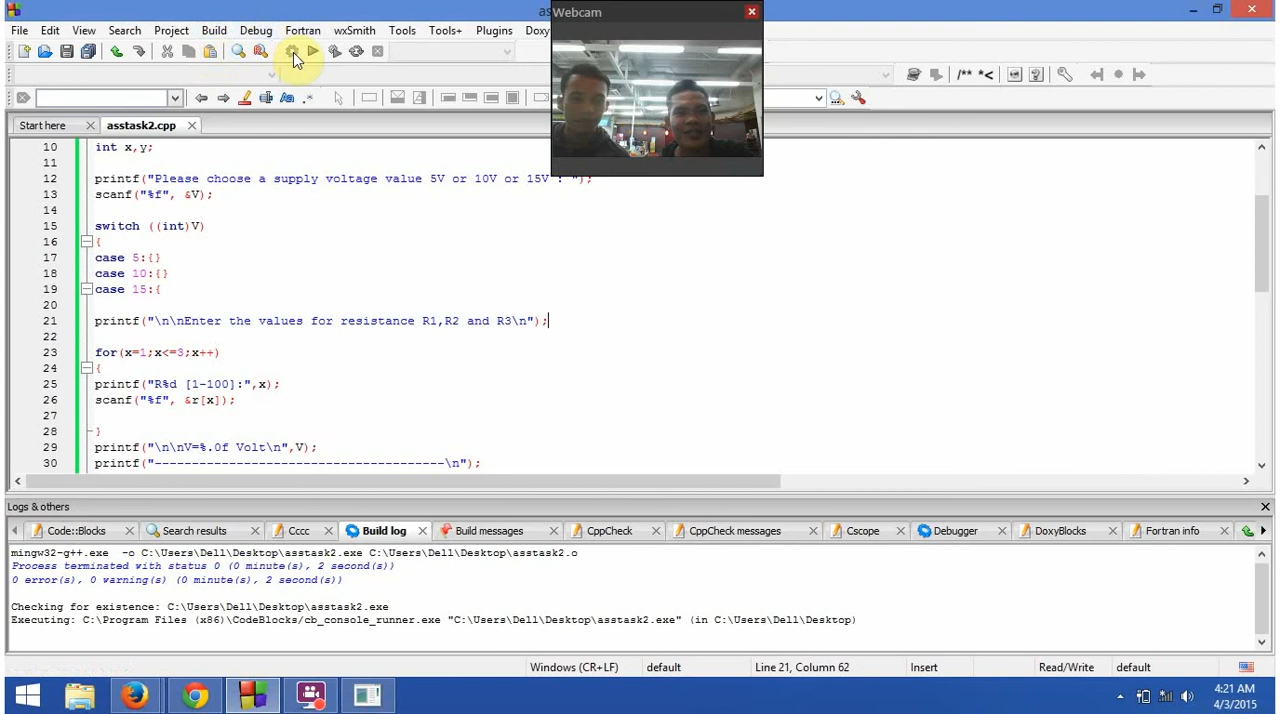 as
Webcam
File Edit View Search Project Build Debug Fortran wxSmith Tools Tools+ Plugins Doxy
/** *<
Start here asstask2.cpp
10 int x,y;
11
12 printf("Please choose a supply voltage value 5V or 10V or 15V : ");
13 scanf("%f", &V);
14
15 switch ((int)V)
16 {
17 case 5:{}
18 case 10:{}
19 case 15:{
20
21 printf("\n\nEnter the values for resistance R1,R2 and R3\n");
22
23 for(x=1;x<=3;x++)
24 {
25 printf("R%d [1-100]:",x);
26 scanf("%f", &r[x]);
27
28 }
29 printf("\n\nV=%.0f Volt\n",V);
30 printf("---------------------------------------\n");
Logs & others
Code::Blocks Search results Cccc Build log Build messages CppCheck CppCheck messages Cscope Debugger DoxyBlocks Fortran info
mingw32-g++.exe -o C:\Users\Dell\Desktop\asstask2.exe C:\Users\Dell\Desktop\asstask2.o
Process terminated with status 0 (0 minute(s), 2 second(s))
0 error(s), 0 warning(s) (0 minute(s), 2 second(s))
Checking for existence: C:\Users\Dell\Desktop\asstask2.exe
Executing: C:\Program Files (x86)\CodeBlocks/cb_console_runner.exe "C:\Users\Dell\Desktop\asstask2.exe" (in C:\Users\Dell\Desktop)
Windows (CR+LF) default Line 21, Column 62 Insert Read/Write default
4:21 AM
4/3/2015